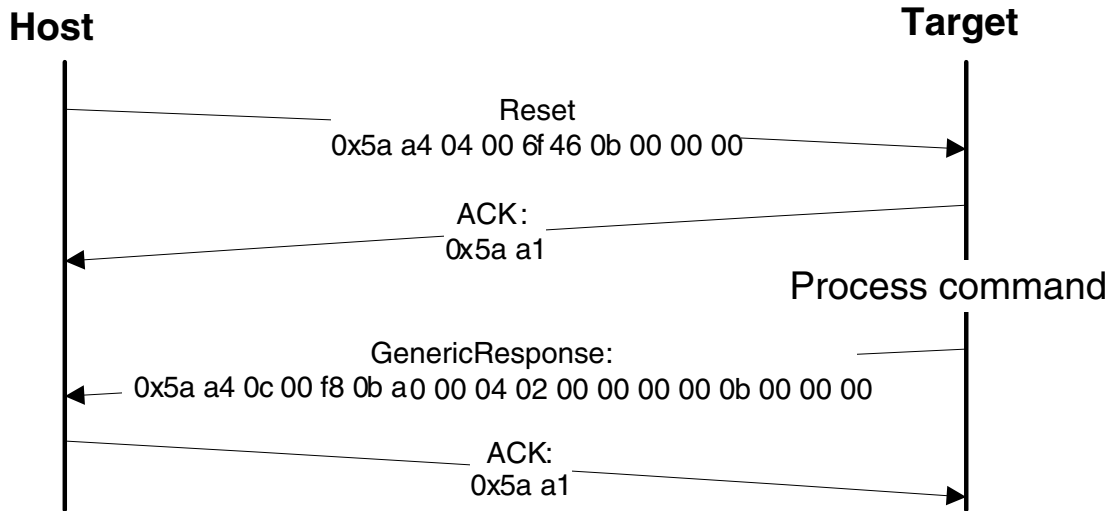 Host
Target
Reset
0x5a a4 04 00 6f 46 0b 00 00 00
ACK:
0x5a a1
Process command
GenericResponse:
0x5a a4 0c 00 f8 0b a0 00 04 02 00 00 00 00 0b 00 00 00
ACK:
0x5a a1